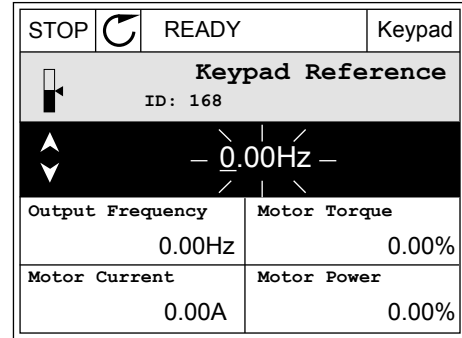 STOP READY Keypad
Keypad Reference
ID: 168
0.00Hz
Output Frequency Motor Torque
0.00Hz 0.00%
Motor Current Motor Power
0.00A 0.00%